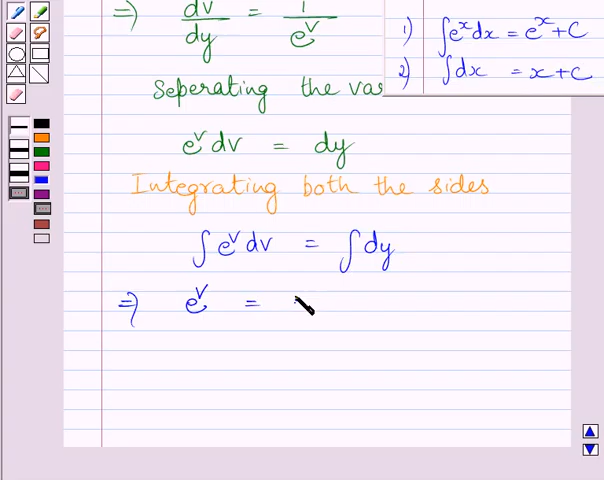 => dv/dy = 1/e^v
1) ∫e^x dx = e^x + C
2) ∫dx = x + C
Seperating the
e^v dv = dy
Integrating both the sides
∫ e^v dv = ∫ dy
=> e^v =